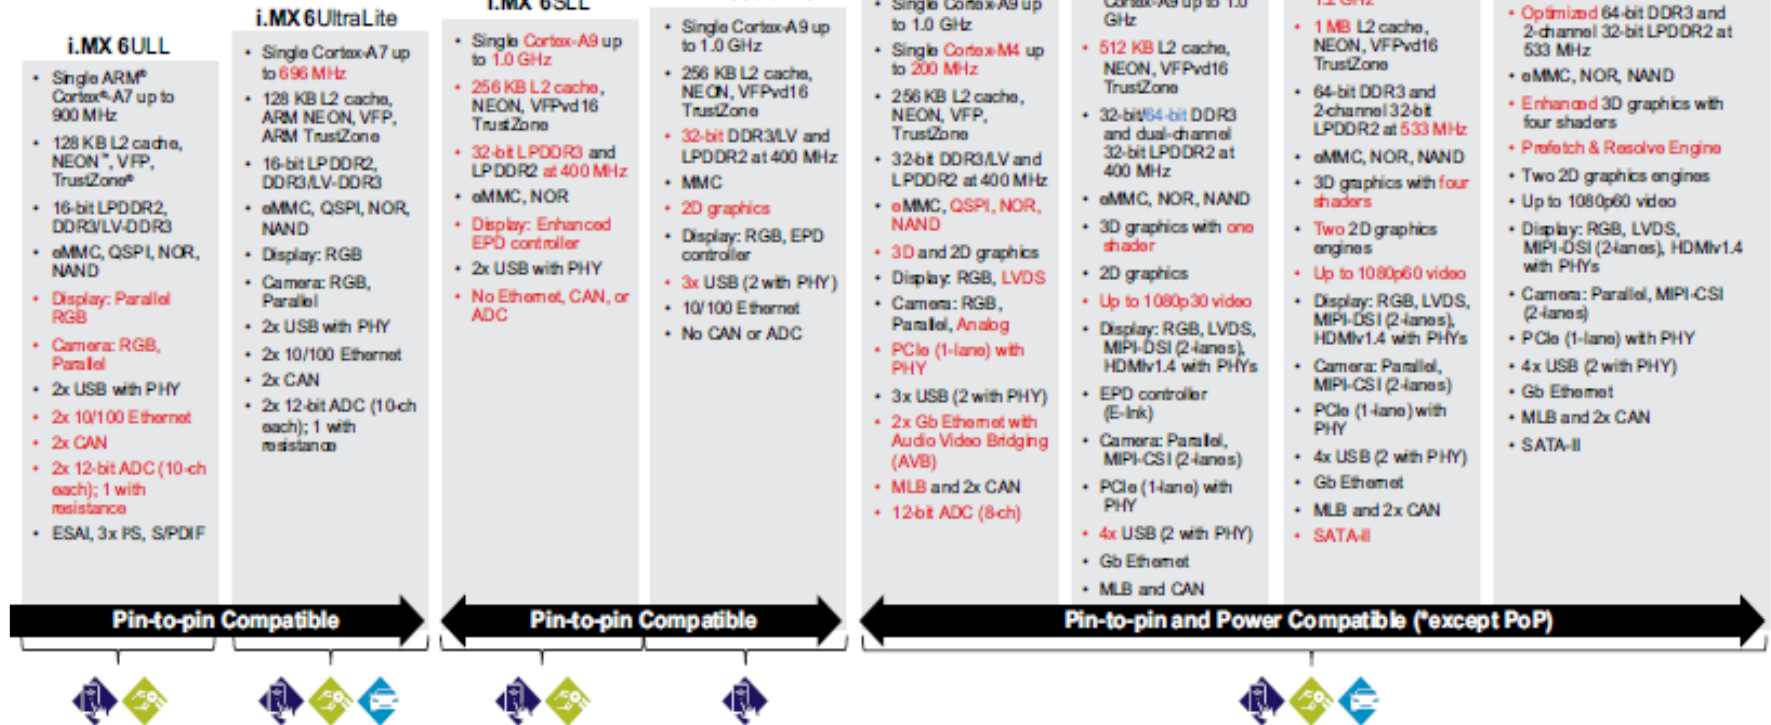 i.MX 6ULL
• Single ARM®
Cortex®-A7 up to
900 MHz
• 128 KB L2 cache,
NEON™, VFP,
TrustZone®
• 16-bit LPDDR2,
DDR3/LV-DDR3
• eMMC, QSPI, NOR,
NAND
• Display: Parallel
RGB
• Camera: RGB,
Parallel
• 2x USB with PHY
• 2x 10/100 Ethernet
• 2x CAN
• 2x 12-bit ADC (10-ch
each); 1 with
resistance
• ESAI, 3x I²S, S/PDIF
i.MX 6UltraLite
• Single Cortex-A7 up
to 696 MHz
• 128 KB L2 cache,
ARM NEON, VFP,
ARM TrustZone
• 16-bit LPDDR2,
DDR3/LV-DDR3
• eMMC, QSPI, NOR,
NAND
• Display: RGB
• Camera: RGB,
Parallel
• 2x USB with PHY
• 2x 10/100 Ethernet
• 2x CAN
• 2x 12-bit ADC (10-ch
each); 1 with
resistance
i.MX 6SLL
• Single Cortex-A9 up
to 1.0 GHz
• 256 KB L2 cache,
NEON, VFPvd16
TrustZone
• 32-bit LPDDR3 and
LPDDR2 at 400 MHz
• eMMC, NOR
• Display: Enhanced
EPD controller
• 2x USB with PHY
• No Ethernet, CAN, or
ADC
• Single Cortex-A9 up
to 1.0 GHz
• 256 KB L2 cache,
NEON, VFPvd16
TrustZone
• 32-bit DDR3/LV and
LPDDR2 at 400 MHz
• MMC
• 2D graphics
• Display: RGB, EPD
controller
• 3x USB (2 with PHY)
• 10/100 Ethernet
• No CAN or ADC
• Single Cortex-A9 up
to 1.0 GHz
• Single Cortex-M4 up
to 200 MHz
• 256 KB L2 cache,
NEON, VFP,
TrustZone
• 32-bit DDR3/LV and
LPDDR2 at 400 MHz
• eMMC, QSPI, NOR,
NAND
• 3D and 2D graphics
• Display: RGB, LVDS
• Camera: RGB,
Parallel, Analog
• PCIe (1-lane) with
PHY
• 3x USB (2 with PHY)
• 2x Gb Ethernet with
Audio Video Bridging
(AVB)
• MLB and 2x CAN
• 12-bit ADC (8-ch)
Cortex-A9 up to 1.0
GHz
• 512 KB L2 cache,
NEON, VFPvd16
TrustZone
• 32-bit/64-bit DDR3
and dual-channel
32-bit LPDDR2 at
400 MHz
• eMMC, NOR, NAND
• 3D graphics with one
shader
• 2D graphics
• Up to 1080p30 video
• Display: RGB, LVDS,
MIPI-DSI (2-lanes),
HDMIv1.4 with PHYs
• EPD controller
(E-Ink)
• Camera: Parallel,
MIPI-CSI (2-lanes)
• PCIe (1-lane) with
PHY
• 4x USB (2 with PHY)
• Gb Ethernet
• MLB and CAN
1.2 GHz
• 1 MB L2 cache,
NEON, VFPvd16
TrustZone
• 64-bit DDR3 and
2-channel 32-bit
LPDDR2 at 533 MHz
• eMMC, NOR, NAND
• 3D graphics with four
shaders
• Two 2D graphics
engines
• Up to 1080p60 video
• Display: RGB, LVDS,
MIPI-DSI (2-lanes),
HDMIv1.4 with PHYs
• Camera: Parallel,
MIPI-CSI (2-lanes)
• PCIe (1-lane) with
PHY
• 4x USB (2 with PHY)
• Gb Ethernet
• MLB and 2x CAN
• SATA-II
• Optimized 64-bit DDR3 and
2-channel 32-bit LPDDR2 at
533 MHz
• eMMC, NOR, NAND
• Enhanced 3D graphics with
four shaders
• Prefetch & Resolve Engine
• Two 2D graphics engines
• Up to 1080p60 video
• Display: RGB, LVDS,
MIPI-DSI (2-lanes), HDMIv1.4
with PHYs
• Camera: Parallel, MIPI-CSI
(2-lanes)
• PCIe (1-lane) with PHY
• 4x USB (2 with PHY)
• Gb Ethernet
• MLB and 2x CAN
• SATA-II
Pin-to-pin Compatible
Pin-to-pin Compatible
Pin-to-pin and Power Compatible (*except PoP)